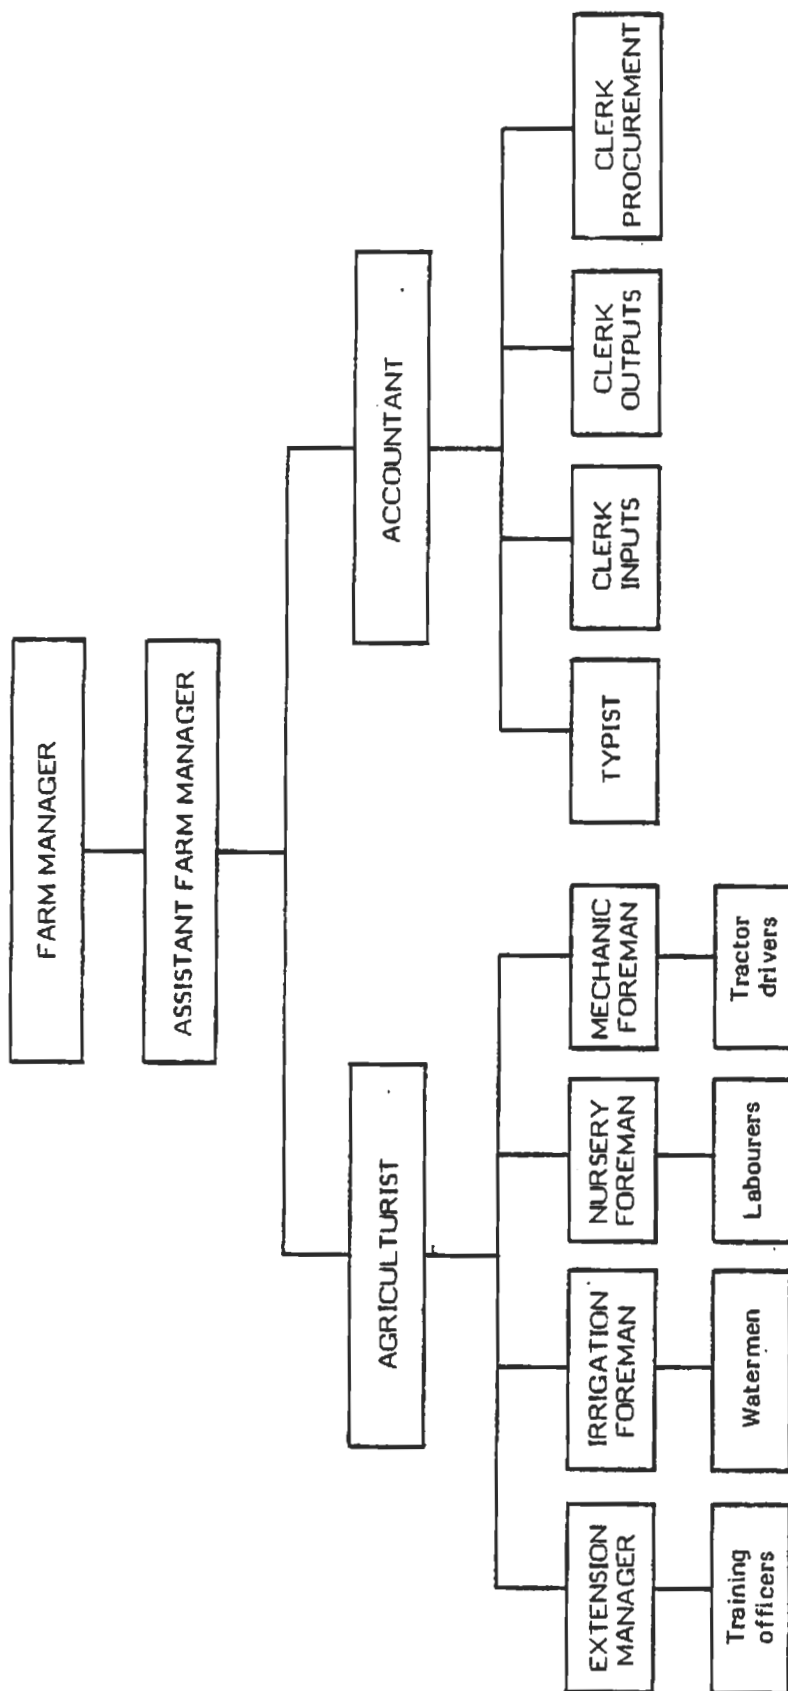 FARM MANAGER
ASSISTANT FARM MANAGER
AGRICULTURIST
ACCOUNTANT
EXTENSION
MANAGER
IRRIGATION
FOREMAN
NURSERY
FOREMAN
MECHANIC
FOREMAN
TYPIST
CLERK
INPUTS
CLERK
OUTPUTS
CLERK
PROCUREMENT
Training
officers
Watermen
Labourers
Tractor
drivers